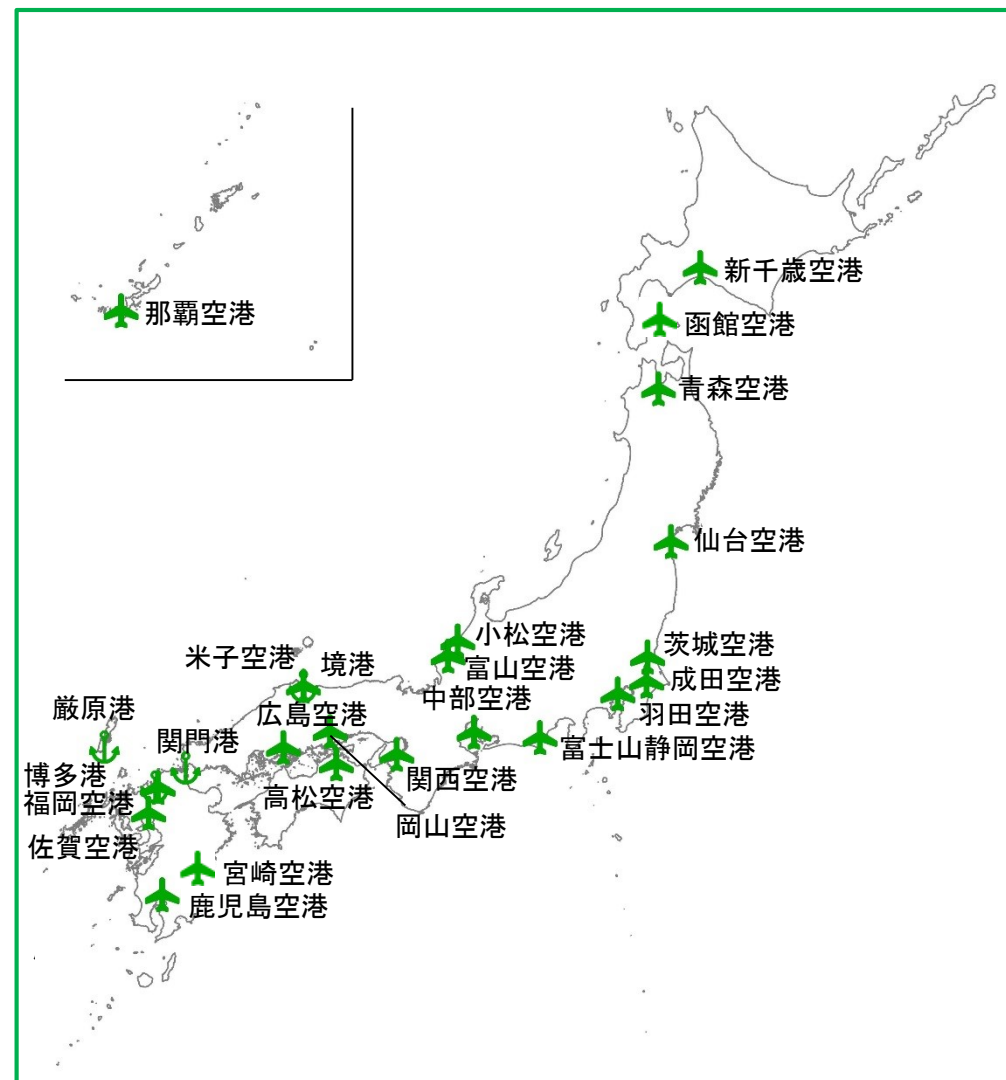 新千歳空港
那覇空港
函館空港
青森空港
仙台空港
小松空港
茨城空港
米子空港
境港
富山空港
成田空港
中部空港
厳原港
広島空港
羽田空港
関門港
富士山静岡空港
博多港
関西空港
福岡空港
高松空港
岡山空港
佐賀空港
宮崎空港
鹿児島空港